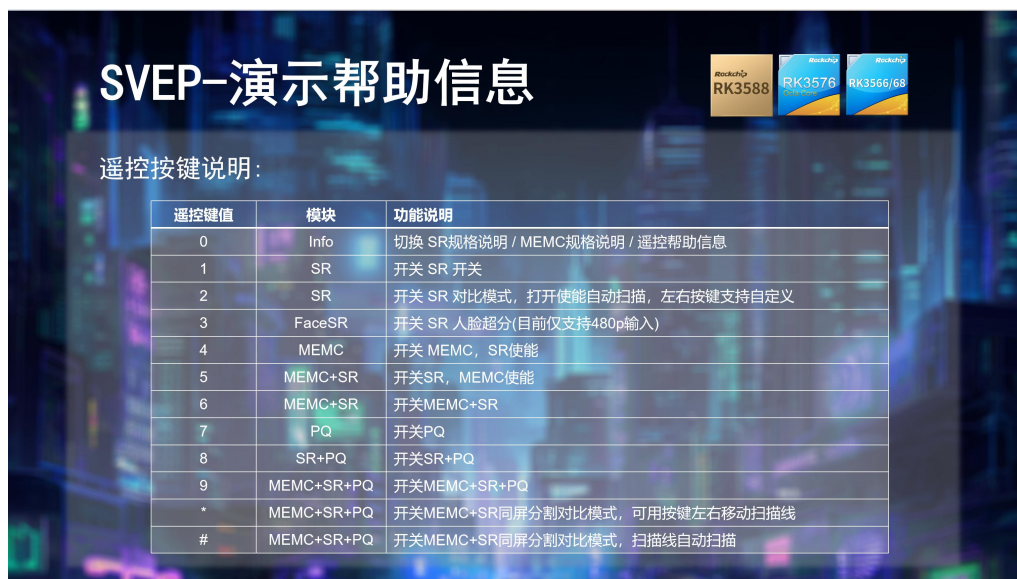 SVEP-演示帮助信息
Rockchip
RK3588
Rockchip
RK3576
Rockchip
RK3566/68
遥控按键说明:
遥控键值 模块 功能说明
0 Info 切换 SR规格说明 / MEMC规格说明 / 遥控帮助信息
1 SR 开关 SR 开关
2 SR 开关 SR 对比模式，打开使能自动扫描，左右按键支持自定义
3 FaceSR 开关 SR 人脸超分(目前仅支持480p输入)
4 MEMC 开关 MEMC，SR使能
5 MEMC+SR 开关SR，MEMC使能
6 MEMC+SR 开关MEMC+SR
7 PQ 开关PQ
8 SR+PQ 开关SR+PQ
9 MEMC+SR+PQ 开关MEMC+SR+PQ
* MEMC+SR+PQ 开关MEMC+SR同屏分割对比模式，可用按键左右移动扫描线
# MEMC+SR+PQ 开关MEMC+SR同屏分割对比模式，扫描线自动扫描